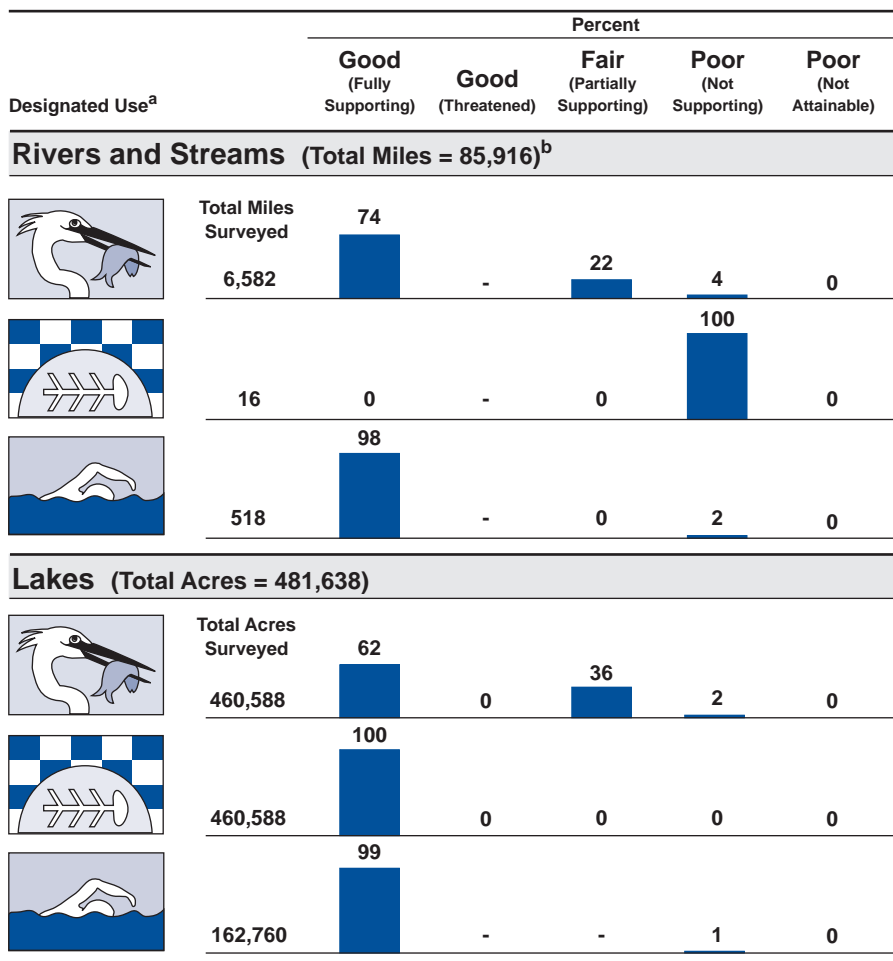 Percent
Designated Useᵃ
Good (Fully Supporting)
Good (Threatened)
Fair (Partially Supporting)
Poor (Not Supporting)
Poor (Not Attainable)
Rivers and Streams (Total Miles = 85,916)ᵇ
Total Miles Surveyed
74
22
6,582 - 4 0
100
16 0 - 0 0
98
518 - 0 2 0
Lakes (Total Acres = 481,638)
Total Acres Surveyed
62
36
460,588 0 2 0
100
460,588 0 0 0 0
99
162,760 - - 1 0